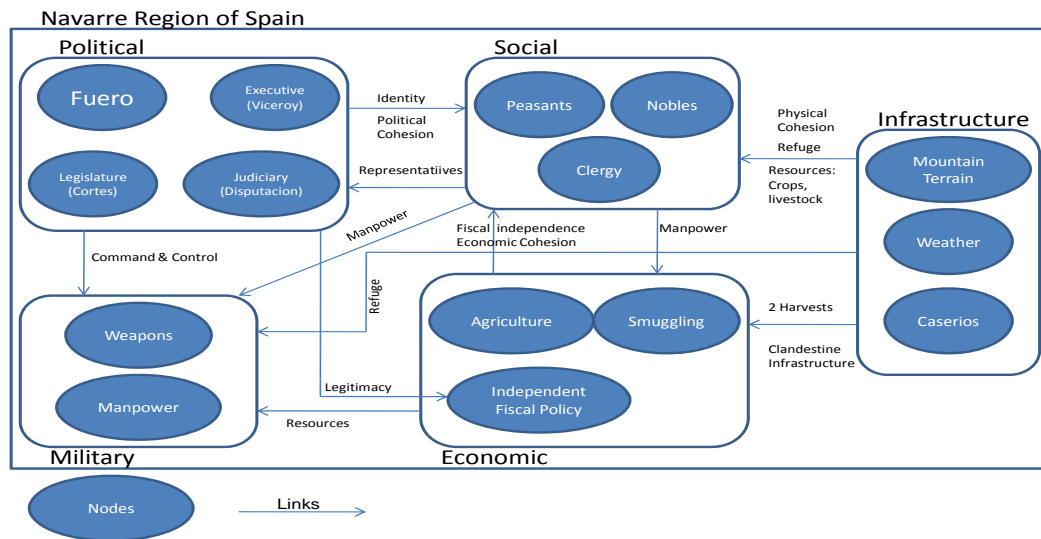 Navarre Region of Spain
Political
Social
Infrastructure
Fuero
Executive
(Viceroy)
Legislature
(Cortes)
Judiciary
(Disputacion)
Identity
Political
Cohesion
Representatiives
Peasants
Nobles
Clergy
Physical
Cohesion
Refuge
Resources:
Crops,
livestock
Mountain
Terrain
Weather
Caserios
Command & Control
Manpower
Fiscal independence
Economic Cohesion
Manpower
Refuge
2 Harvests
Clandestine
Infrastructure
Weapons
Manpower
Legitimacy
Resources
Agriculture
Smuggling
Independent
Fiscal Policy
Military
Economic
Nodes
Links